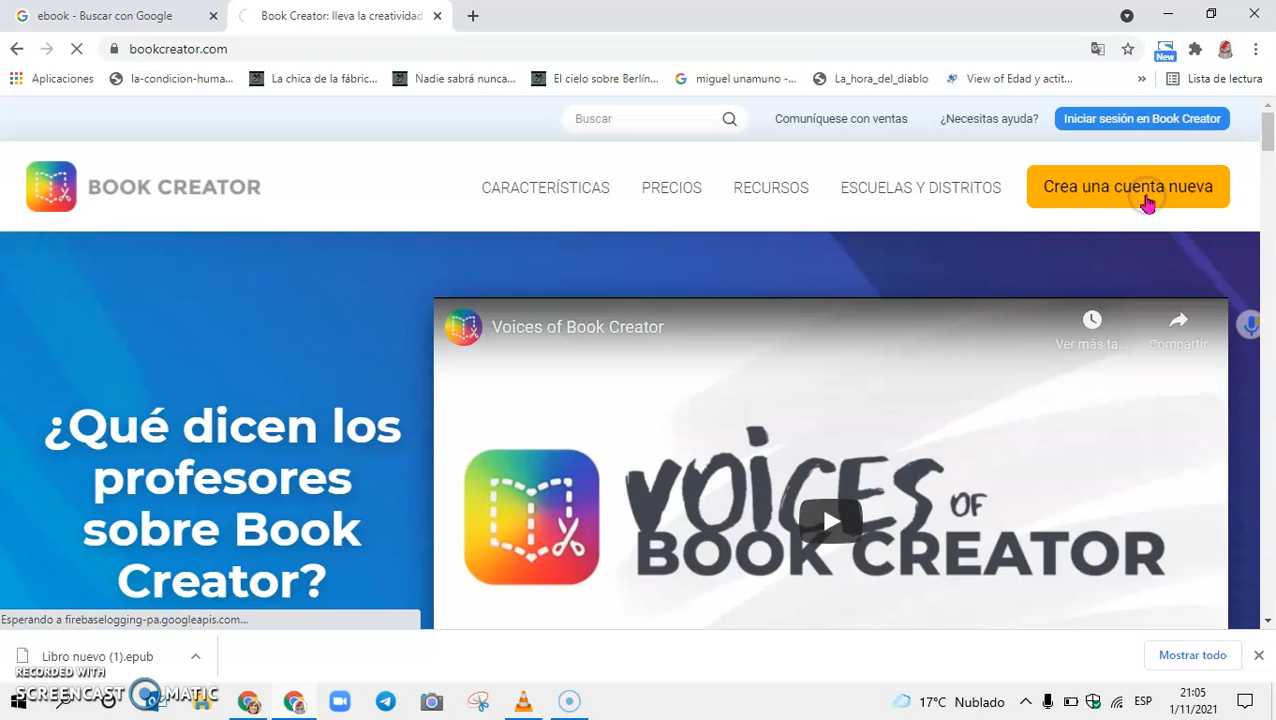 ebook - Buscar con Google
Book Creator: lleva la creatividad
bookcreator.com
New
Aplicaciones
la-condicion-huma...
La chica de la fábric...
Nadie sabrá nunca...
El cielo sobre Berlín...
miguel unamuno -...
La_hora_del_diablo
View of Edad y actit...
»
Lista de lectura
Buscar
Comuníquese con ventas
¿Necesitas ayuda?
Iniciar sesión en Book Creator
BOOK CREATOR
CARACTERÍSTICAS
PRECIOS
RECURSOS
ESCUELAS Y DISTRITOS
Crea una cuenta nueva
Voices of Book Creator
Ver más ta...
Compartir
¿Qué dicen los
profesores
sobre Book
Creator?
VOICES OF
BOOK CREATOR
Esperando a firebaselogging-pa.googleapis.com...
Libro nuevo (1).epub
Mostrar todo
RECORDED WITH
SCREENCAST MATIC
17°C Nublado
ESP
21:05
1/11/2021